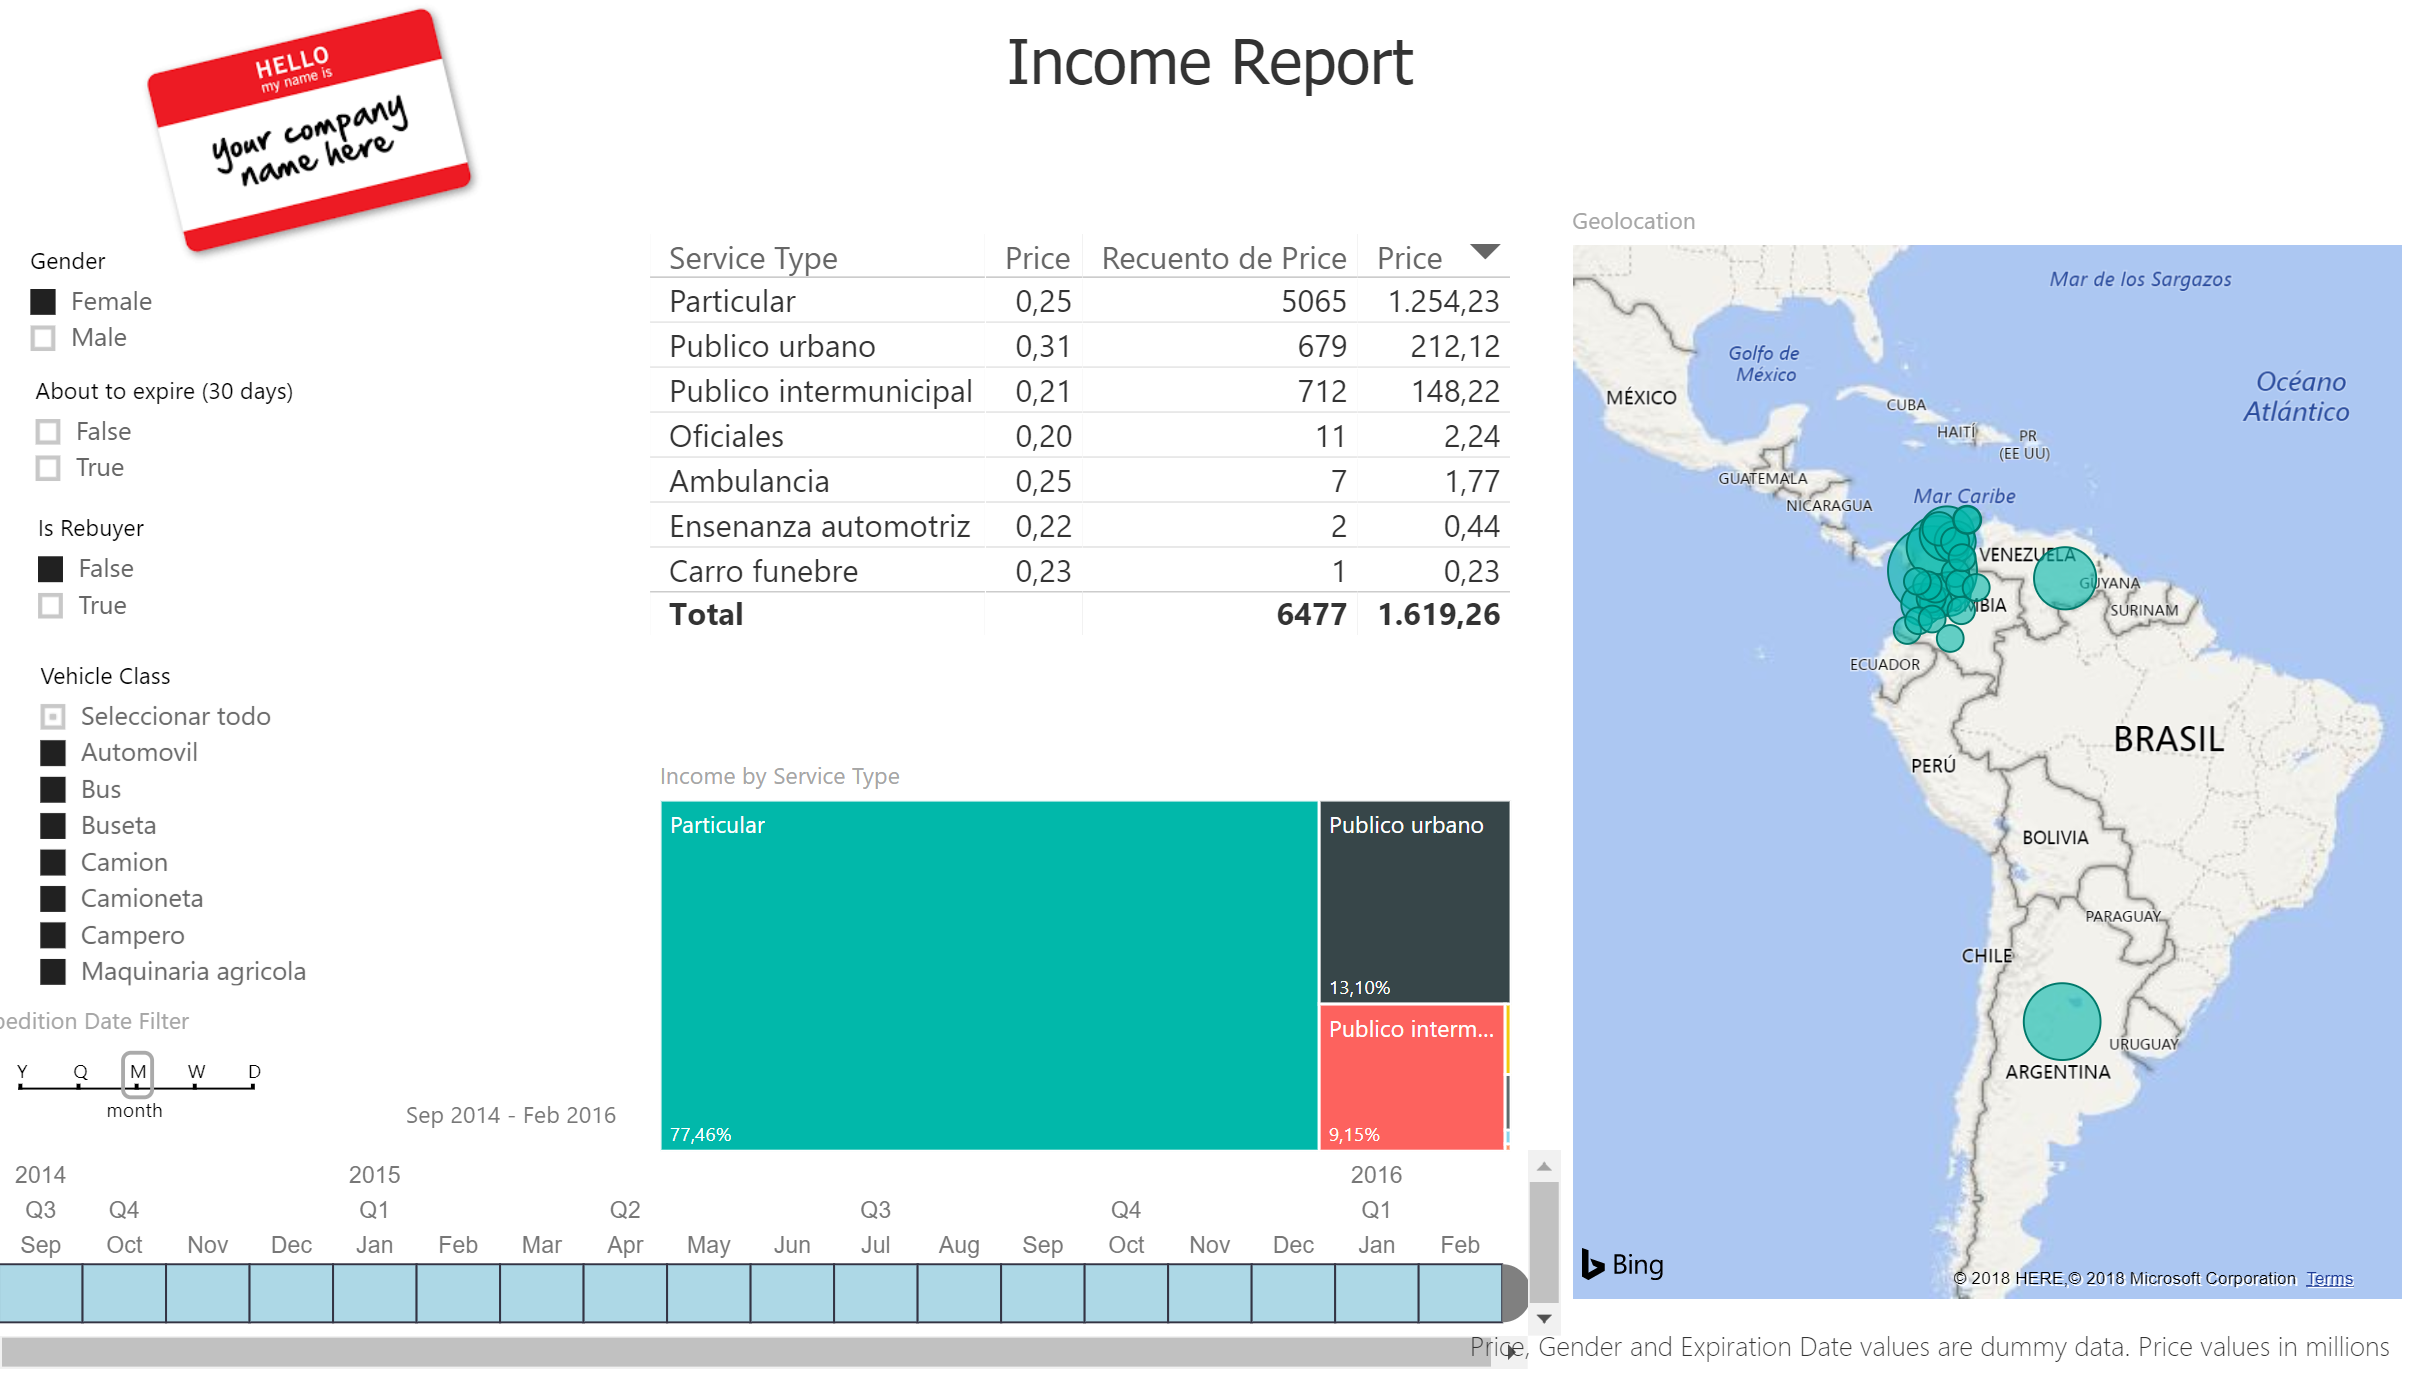 Income Report
HELLO
my name is
your company
name here
Gender
Female
Male
About to expire (30 days)
False
True
Is Rebuyer
False
True
Vehicle Class
Seleccionar todo
Automovil
Bus
Buseta
Camion
Camioneta
Campero
Maquinaria agricola
Service Type Price Recuento de Price Price
Particular 0,25 5065 1.254,23
Publico urbano 0,31 679 212,12
Publico intermunicipal 0,21 712 148,22
Oficiales 0,20 11 2,24
Ambulancia 0,25 7 1,77
Ensenanza automotriz 0,22 2 0,44
Carro funebre 0,23 1 0,23
Total 6477 1.619,26
Income by Service Type
Particular
77,46%
Publico urbano
13,10%
Publico interm...
9,15%
Geolocation
Mar de los Sargazos
Golfo de
México
Océano
Atlántico
MÉXICO
CUBA
HAITÍ
PR
(EE UU)
GUATEMALA
NICARAGUA
Mar Caribe
VENEZUELA
GUYANA
SURINAM
MBIA
ECUADOR
BRASIL
PERÚ
BOLIVIA
PARAGUAY
CHILE
URUGUAY
ARGENTINA
Bing
© 2018 HERE,© 2018 Microsoft Corporation Terms
pedition Date Filter
Y Q M W D
month
Sep 2014 - Feb 2016
2014 2015 2016
Q3 Q4 Q1 Q2 Q3 Q4 Q1
Sep Oct Nov Dec Jan Feb Mar Apr May Jun Jul Aug Sep Oct Nov Dec Jan Feb
Price, Gender and Expiration Date values are dummy data. Price values in millions